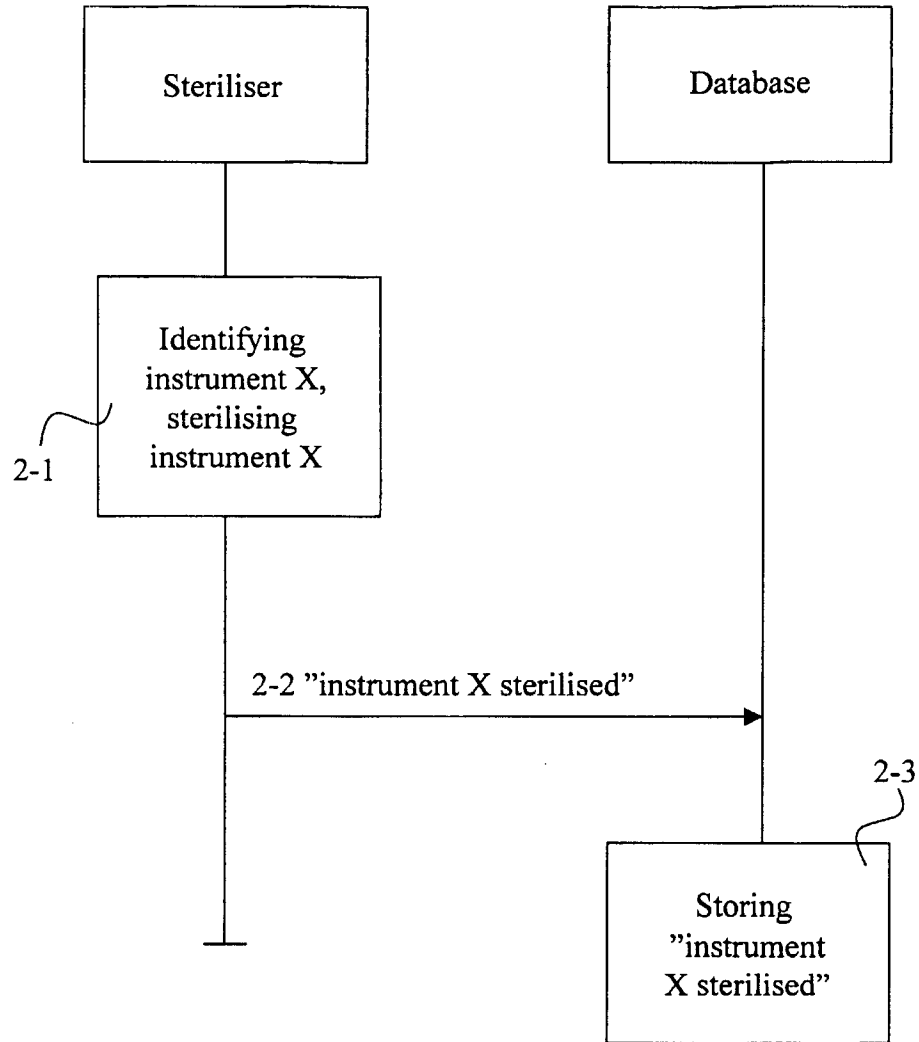 Steriliser
Database
Identifying
instrument X,
sterilising
instrument X
2-1
2-2 ”instrument X sterilised”
2-3
Storing
”instrument
X sterilised”